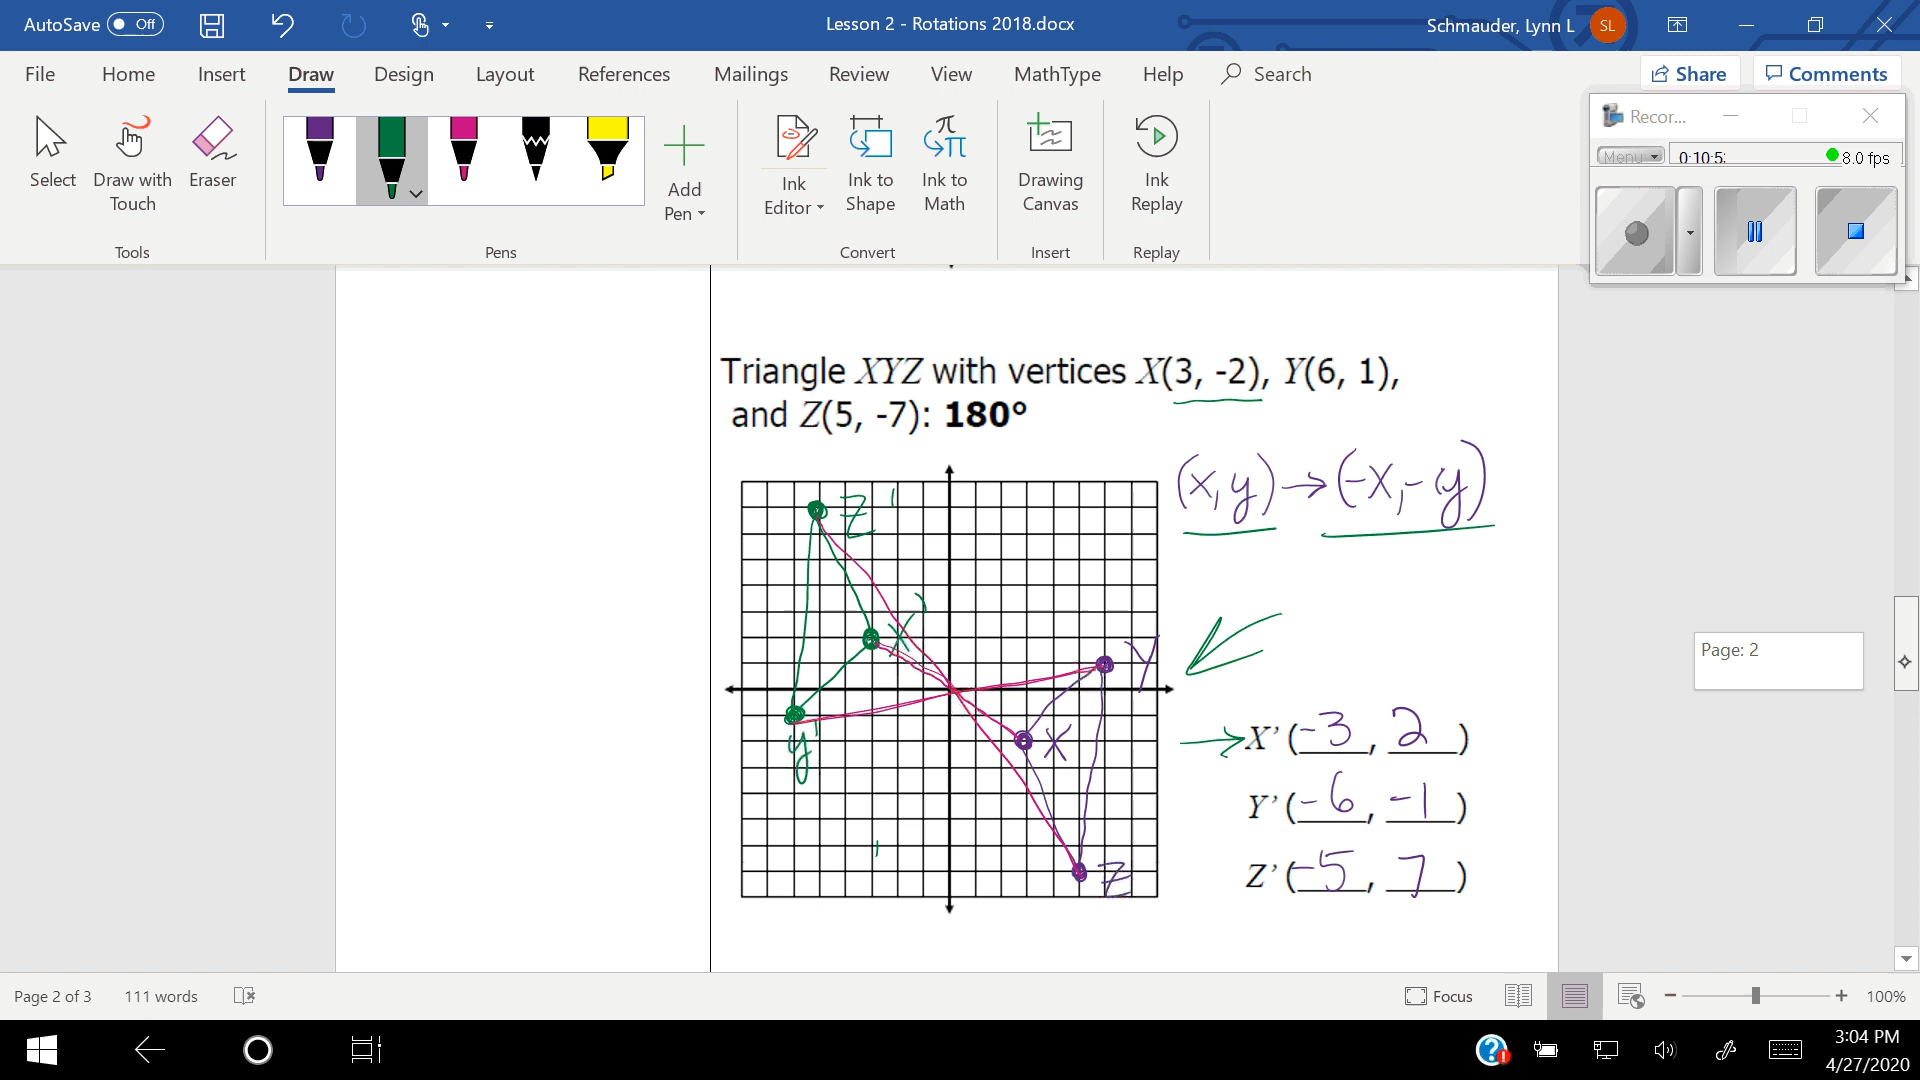 AutoSave Off
Lesson 2 - Rotations 2018.docx
Schmauder, Lynn L SL
File Home Insert Draw Design Layout References Mailings Review View MathType Help Search
Share Comments
Recor...
Menu 0:10:5 8.0 fps
Select
Draw with Touch
Eraser
Add Pen
Ink Editor
Ink to Shape
Ink to Math
Drawing Canvas
Ink Replay
Tools Pens Convert Insert Replay
Triangle XYZ with vertices X(3, -2), Y(6, 1),
and Z(5, -7): 180°
(x,y)→(-x,-y)
Z'
X'
Y
y'
X
Z
X’ (-3, 2)
Y’ (-6, -1)
Z’ (-5, 7)
Page: 2
Page 2 of 3 111 words
Focus
100%
3:04 PM
4/27/2020